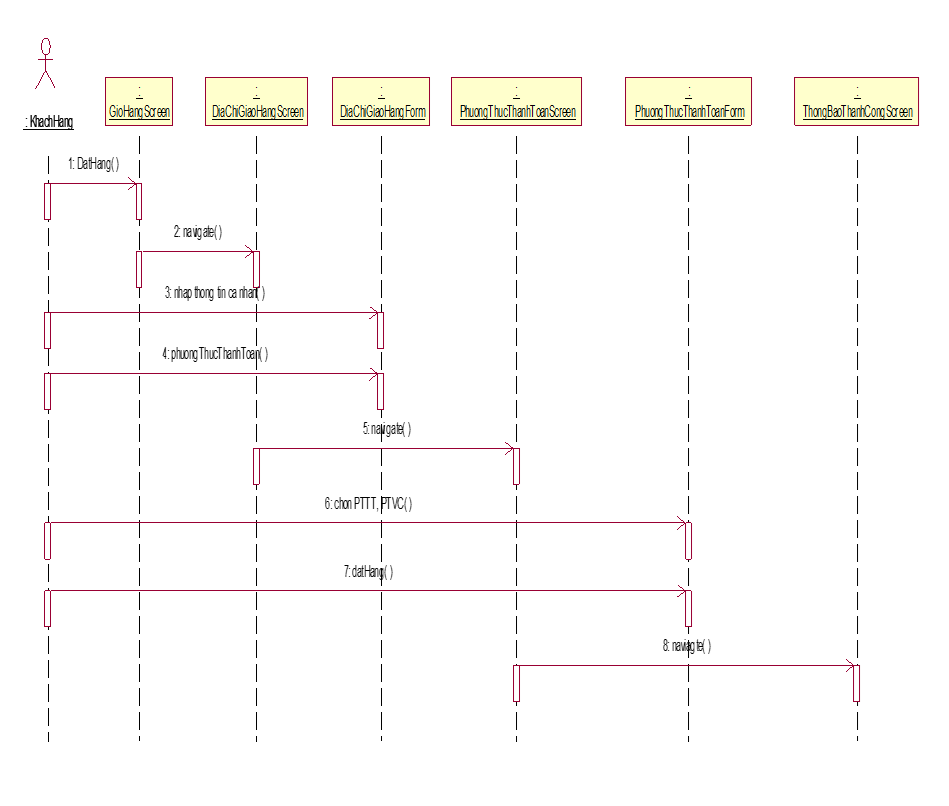 : KhachHang
:
GioHangScreen
:
DiaChiGiaoHangScreen
:
DiaChiGiaoHangForm
:
PhuongThucThanhToanScreen
:
PhuongThucThanhToanForm
:
ThongBaoThanhCongScreen
1: DatHang( )
2: navigate( )
3: nhap thong tin ca nhan( )
4: phuongThucThanhToan( )
5: navigate( )
6: chon PTTT, PTVC( )
7: datHang( )
8: naviagte( )